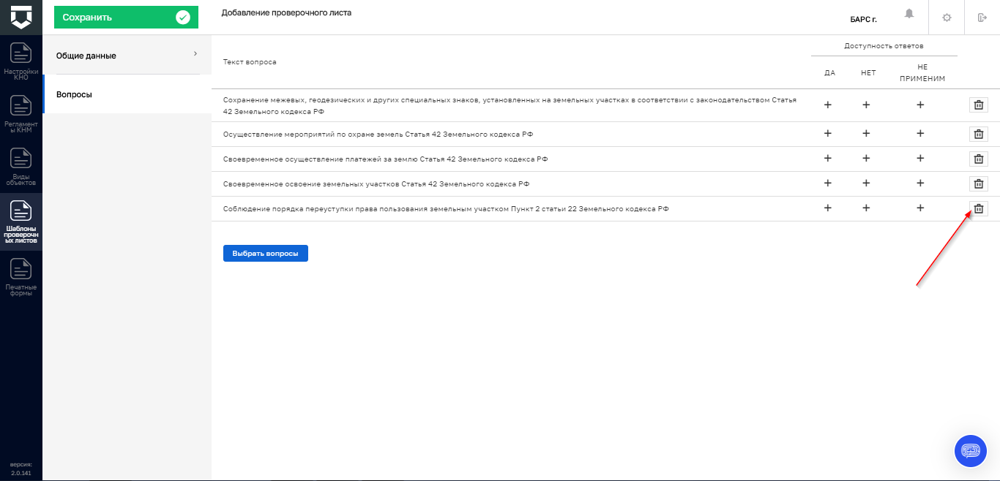 Сохранить
Добавление проверочного листа
БАРС г.
Настройки
КНО
Регламент
ы КНМ
Виды
объектов
Шаблоны
проверочн
ых листов
Печатные
формы
версия:
2.0.141
Общие данные
Вопросы
Текст вопроса
Доступность ответов
ДА
НЕТ
НЕ
ПРИМЕНИМ
Сохранение межевых, геодезических и других специальных знаков, установленных на земельных участках в соответствии с законодательством Статья
42 Земельного кодекса РФ
Осуществление мероприятий по охране земель Статья 42 Земельного кодекса РФ
Своевременное осуществление платежей за землю Статья 42 Земельного кодекса РФ
Своевременное освоение земельных участков Статья 42 Земельного кодекса РФ
Соблюдение порядка переуступки права пользования земельным участком Пункт 2 статьи 22 Земельного кодекса РФ
Выбрать вопросы